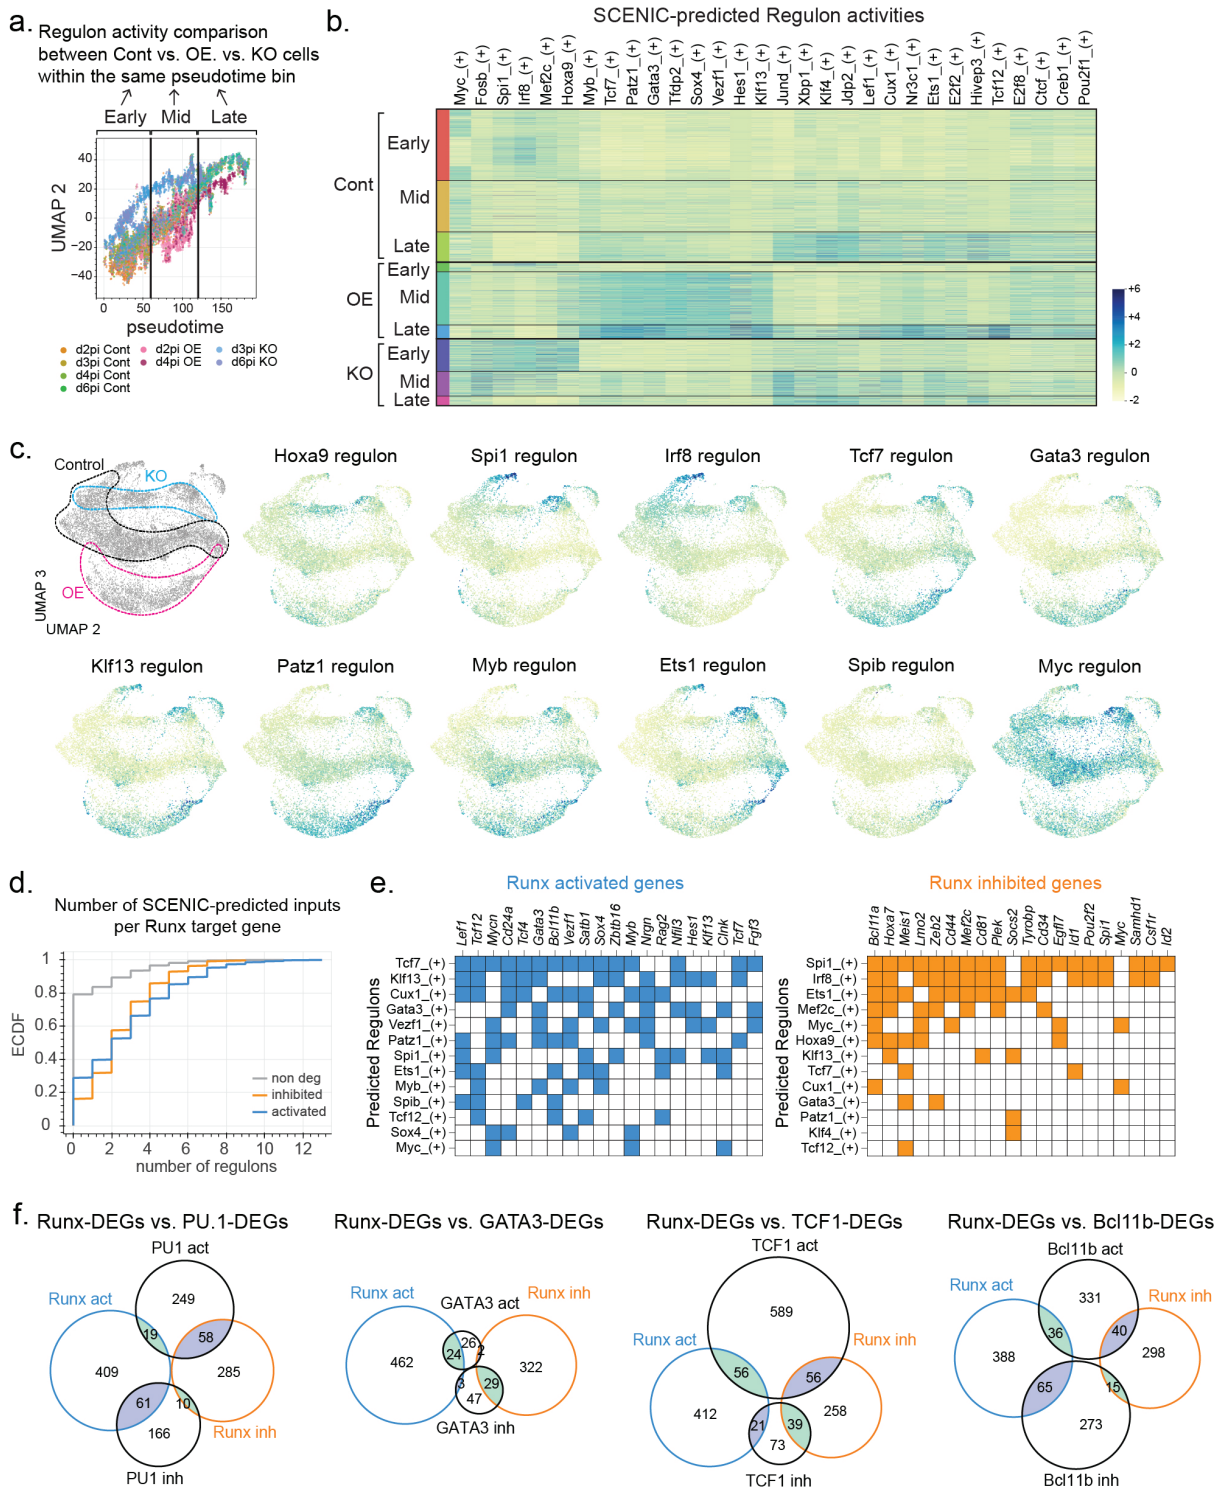 a.
Regulon activity comparison
between Cont vs. OE. vs. KO cells
within the same pseudotime bin
Early Mid Late
UMAP 2
40
20
0
−20
−40
0 50 100 150
pseudotime
d2pi Cont
d3pi Cont
d4pi Cont
d6pi Cont
d2pi OE
d4pi OE
d3pi KO
d6pi KO
b.
SCENIC-predicted Regulon activities
Myc_(+)
Fosb_(+)
Spi1_(+)
Irf8_(+)
Mef2c_(+)
Hoxa9_(+)
Myb_(+)
Tcf7_(+)
Patz1_(+)
Gata3_(+)
Tfdp2_(+)
Sox4_(+)
Vezf1_(+)
Hes1_(+)
Klf13_(+)
Jund_(+)
Xbp1_(+)
Klf4_(+)
Jdp2_(+)
Lef1_(+)
Cux1_(+)
Nr3c1_(+)
Ets1_(+)
E2f2_(+)
Hivep3_(+)
Tcf12_(+)
E2f8_(+)
Ctcf_(+)
Creb1_(+)
Pou2f1_(+)
Cont
Early
Mid
Late
OE
Early
Mid
Late
KO
Early
Mid
Late
+6
+4
+2
0
-2
c.
Control
KO
OE
UMAP 3
UMAP 2
Hoxa9 regulon
Spi1 regulon
Irf8 regulon
Tcf7 regulon
Gata3 regulon
Klf13 regulon
Patz1 regulon
Myb regulon
Ets1 regulon
Spib regulon
Myc regulon
d.
Number of SCENIC-predicted inputs
per Runx target gene
ECDF
1
0.8
0.6
0.4
0.2
0
0 2 4 6 8 10 12
number of regulons
non deg
inhibited
activated
e.
Runx activated genes
Lef1
Tcf12
Mycn
Cd24a
Tcf4
Gata3
Bcl11b
Vezf1
Satb1
Sox4
Zbtb16
Myb
Nrgn
Rag2
Nfil3
Hes1
Klf13
Clnk
Tcf7
Fgf3
Predicted Regulons
Tcf7_(+)
Klf13_(+)
Cux1_(+)
Gata3_(+)
Vezf1_(+)
Patz1_(+)
Spi1_(+)
Ets1_(+)
Myb_(+)
Spib_(+)
Tcf12_(+)
Sox4_(+)
Myc_(+)
Runx inhibited genes
Bcl11a
Hoxa7
Meis1
Lmo2
Zeb2
Cd44
Mef2c
Cd81
Plek
Socs2
Tyrobp
Cd34
Egfl7
Id1
Pou2f2
Spi1
Myc
Samhd1
Csf1r
Id2
Predicted Regulons
Spi1_(+)
Irf8_(+)
Ets1_(+)
Mef2c_(+)
Myc_(+)
Hoxa9_(+)
Klf13_(+)
Tcf7_(+)
Cux1_(+)
Gata3_(+)
Patz1_(+)
Klf4_(+)
Tcf12_(+)
f.
Runx-DEGs vs. PU.1-DEGs
PU1 act
Runx act
249
19
58
409
285
61
10
166
Runx inh
PU1 inh
Runx-DEGs vs. GATA3-DEGs
Runx act
Runx inh
GATA3 act
26
24
2
462
322
3
29
47
GATA3 inh
Runx-DEGs vs. TCF1-DEGs
TCF1 act
589
Runx act
Runx inh
56
56
412
258
21
39
73
TCF1 inh
Runx-DEGs vs. Bcl11b-DEGs
Bcl11b act
Runx act
Runx inh
331
36
40
388
298
65
15
273
Bcl11b inh